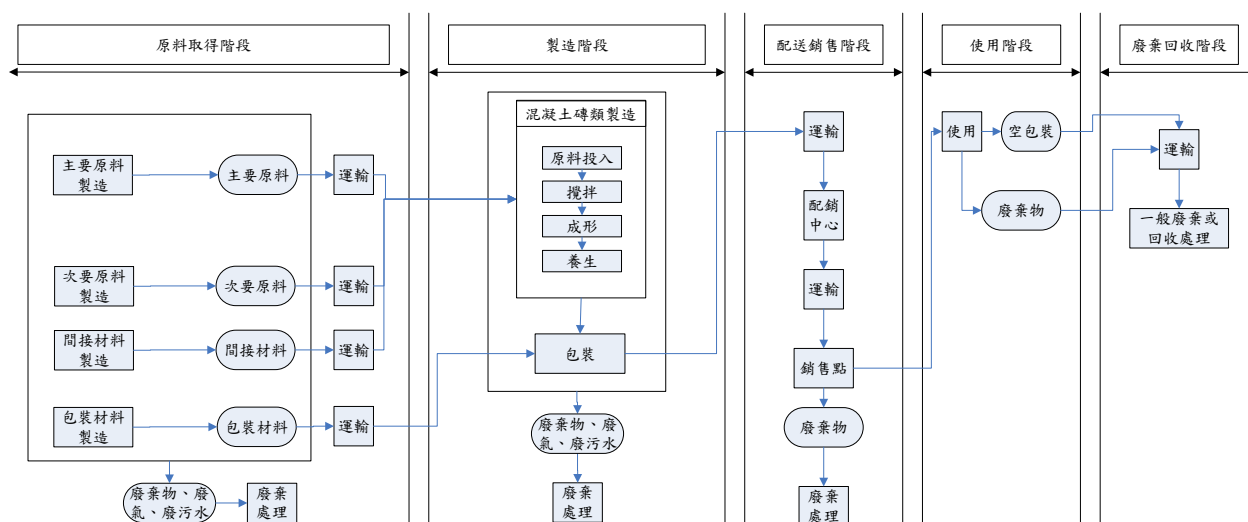 原料取得階段
製造階段
配送銷售階段
使用階段
廢棄回收階段
主要原料
製造
主要原料
運輸
次要原料
製造
次要原料
運輸
間接材料
製造
間接材料
運輸
包裝材料
製造
包裝材料
運輸
廢棄物、廢
氣、廢污水
廢棄
處理
混凝土磚類製造
原料投入
攪拌
成形
養生
包裝
廢棄物、廢
氣、廢污水
廢棄
處理
運輸
配銷
中心
運輸
銷售點
廢棄物
廢棄
處理
使用
空包裝
廢棄物
運輸
一般廢棄或
回收處理